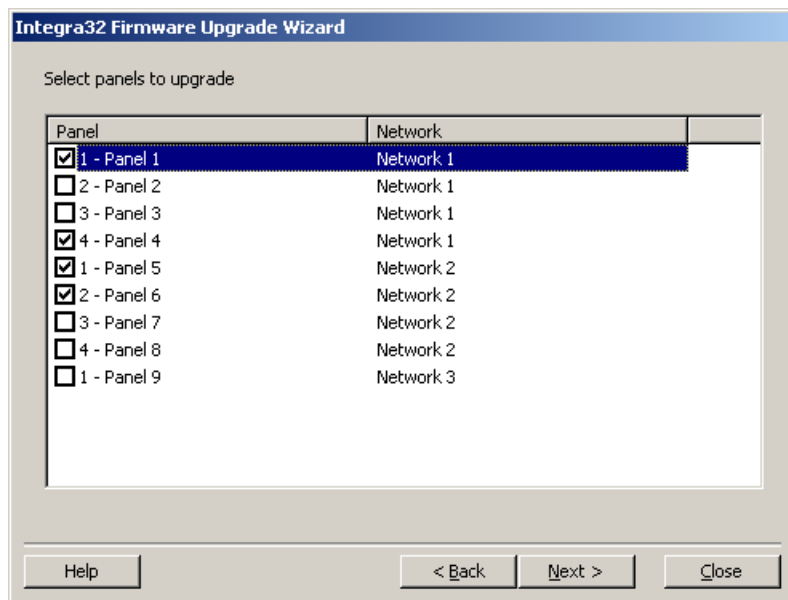 Integra32 Firmware Upgrade Wizard
Select panels to upgrade
Panel Network
1 - Panel 1 Network 1
2 - Panel 2 Network 1
3 - Panel 3 Network 1
4 - Panel 4 Network 1
1 - Panel 5 Network 2
2 - Panel 6 Network 2
3 - Panel 7 Network 2
4 - Panel 8 Network 2
1 - Panel 9 Network 3
Help < Back Next > Close